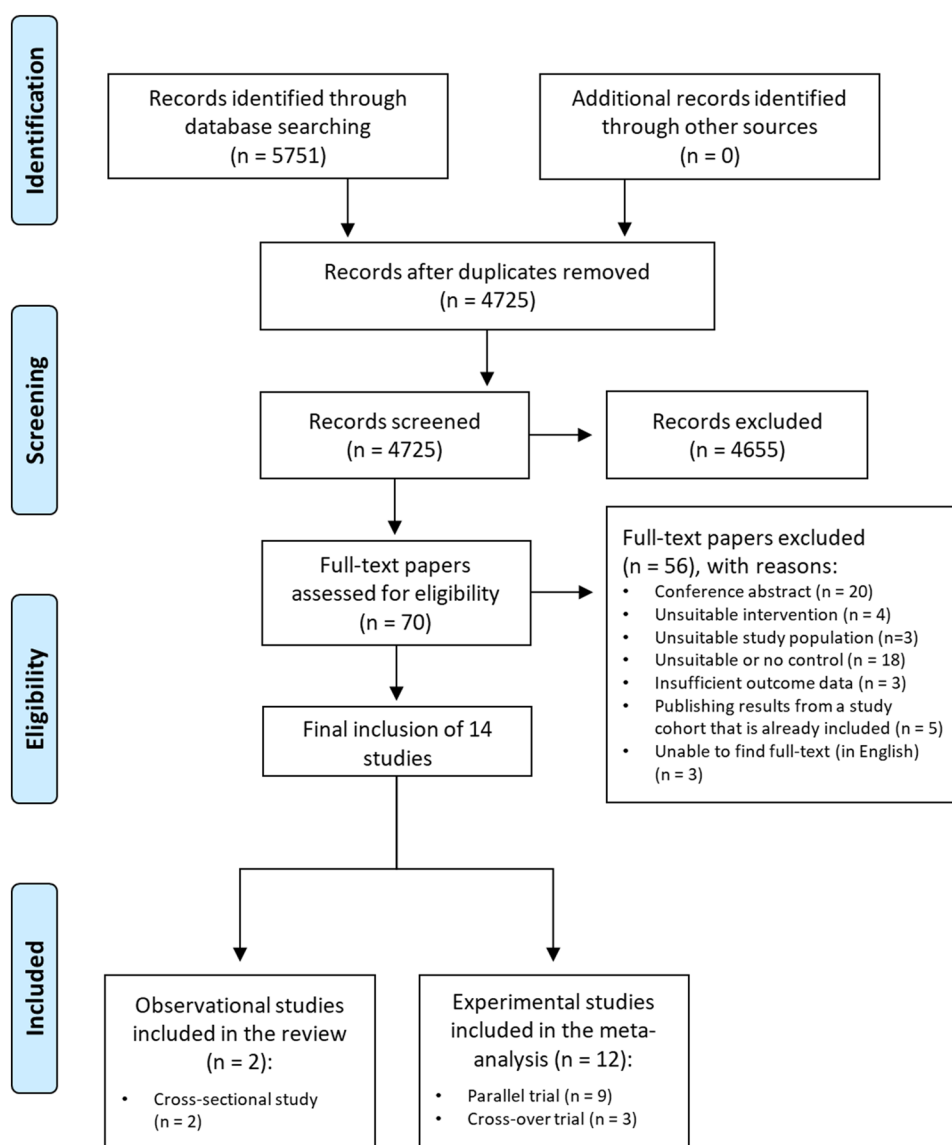 Identification
Records identified through
database searching
(n = 5751)
Additional records identified
through other sources
(n = 0)
Records after duplicates removed
(n = 4725)
Screening
Records screened
(n = 4725)
Records excluded
(n = 4655)
Eligibility
Full-text papers
assessed for eligibility
(n = 70)
Full-text papers excluded
(n = 56), with reasons:
• Conference abstract (n = 20)
• Unsuitable intervention (n = 4)
• Unsuitable study population (n=3)
• Unsuitable or no control (n = 18)
• Insufficient outcome data (n = 3)
• Publishing results from a study
cohort that is already included (n = 5)
• Unable to find full-text (in English)
(n = 3)
Final inclusion of 14
studies
Included
Observational studies
included in the review
(n = 2):
• Cross-sectional study
(n = 2)
Experimental studies
included in the meta-
analysis (n = 12):
• Parallel trial (n = 9)
• Cross-over trial (n = 3)